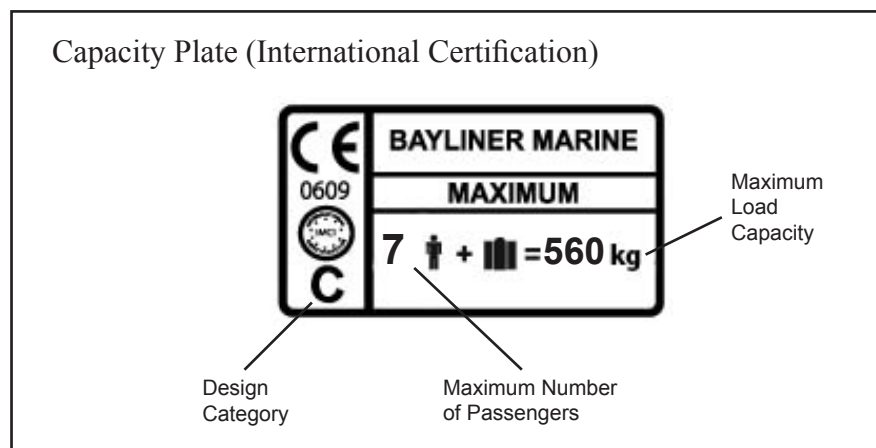 Capacity Plate (International Certification)
CE
0609
IMCI
C
BAYLINER MARINE
MAXIMUM
7 + =560 kg
Maximum
Load
Capacity
Design
Category
Maximum Number
of Passengers